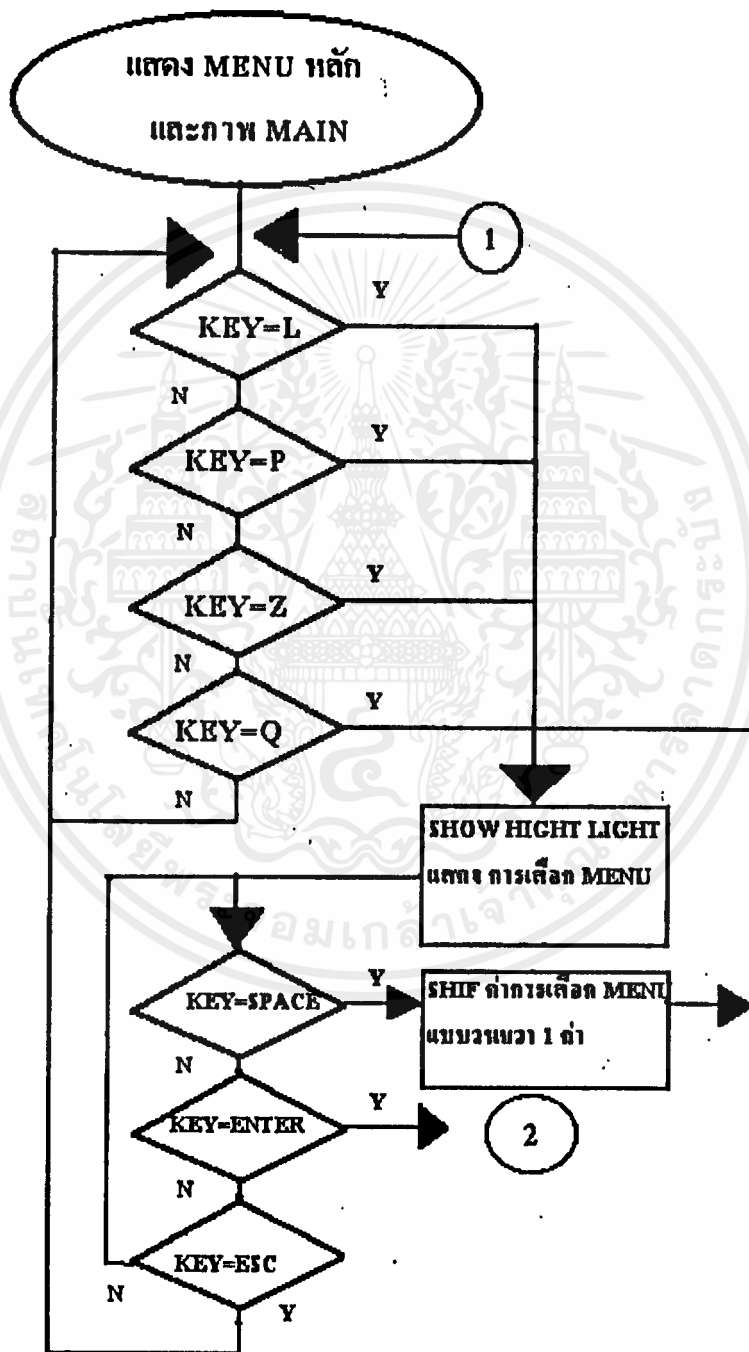 แสดง MENU หลัก
และภาพ MAIN
1
KEY=L
Y
N
KEY=P
Y
N
KEY=Z
Y
N
KEY=Q
Y
N
SHOW HIGHT LIGHT
แสดง การเลือก MENU
KEY=SPACE
Y
SHIF ค่าการเลือก MENU
แบบวนขวา 1 ค่า
N
KEY=ENTER
Y
2
N
KEY=ESC
N
Y